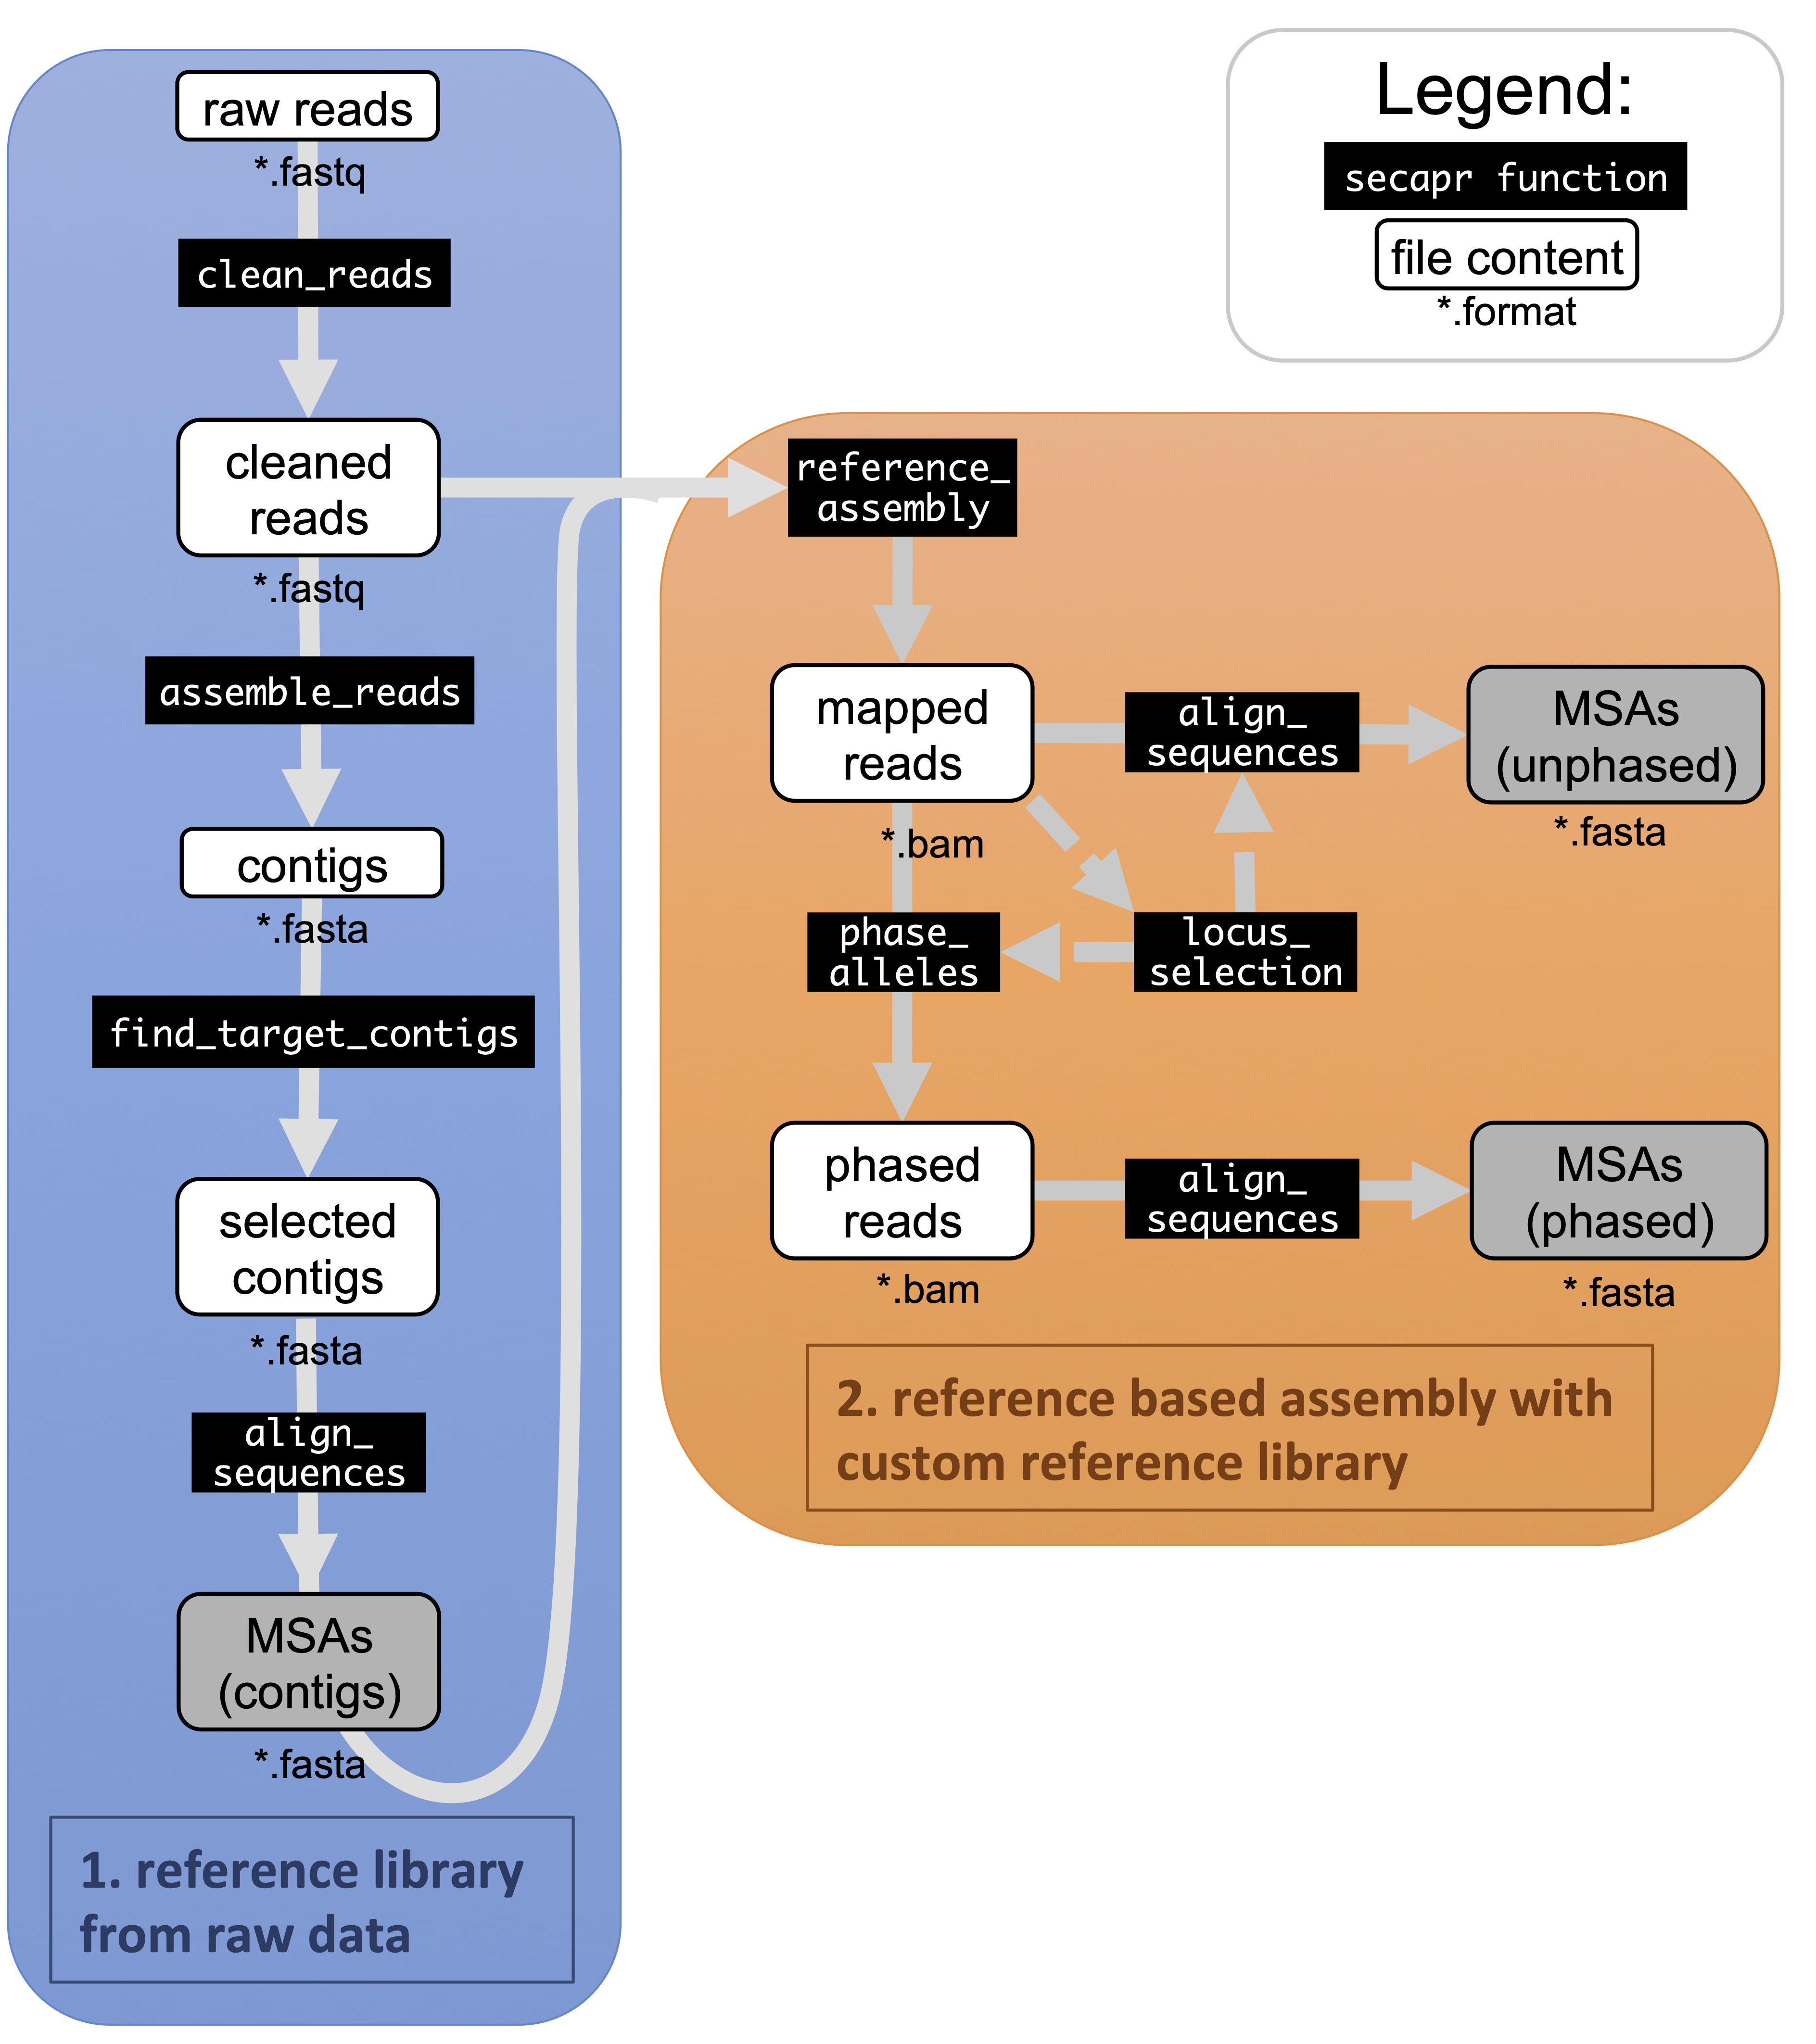 raw reads
*.fastq
clean_reads
cleaned
reads
*.fastq
assemble_reads
contigs
*.fasta
find_target_contigs
selected
contigs
*.fasta
align_
sequences
MSAs
(contigs)
*.fasta
1. reference library
from raw data
Legend:
secapr function
file content
*.format
reference_
assembly
mapped
reads
*.bam
align_
sequences
MSAs
(unphased)
*.fasta
phase_
alleles
locus_
selection
phased
reads
*.bam
align_
sequences
MSAs
(phased)
*.fasta
2. reference based assembly with
custom reference library